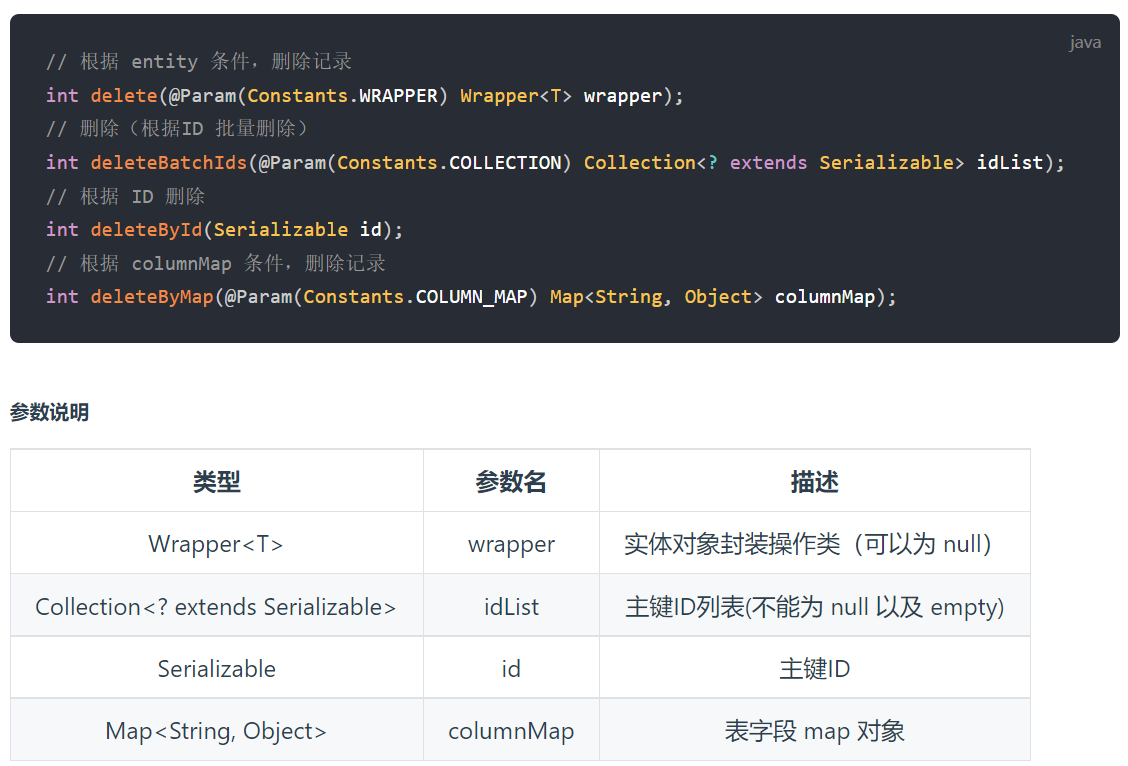 java
// 根据 entity 条件，删除记录
int delete(@Param(Constants.WRAPPER) Wrapper<T> wrapper);
// 删除（根据ID 批量删除）
int deleteBatchIds(@Param(Constants.COLLECTION) Collection<? extends Serializable> idList);
// 根据 ID 删除
int deleteById(Serializable id);
// 根据 columnMap 条件，删除记录
int deleteByMap(@Param(Constants.COLUMN_MAP) Map<String, Object> columnMap);
参数说明
类型 参数名 描述
Wrapper<T> wrapper 实体对象封装操作类（可以为 null）
Collection<? extends Serializable> idList 主键ID列表(不能为 null 以及 empty)
Serializable id 主键ID
Map<String, Object> columnMap 表字段 map 对象